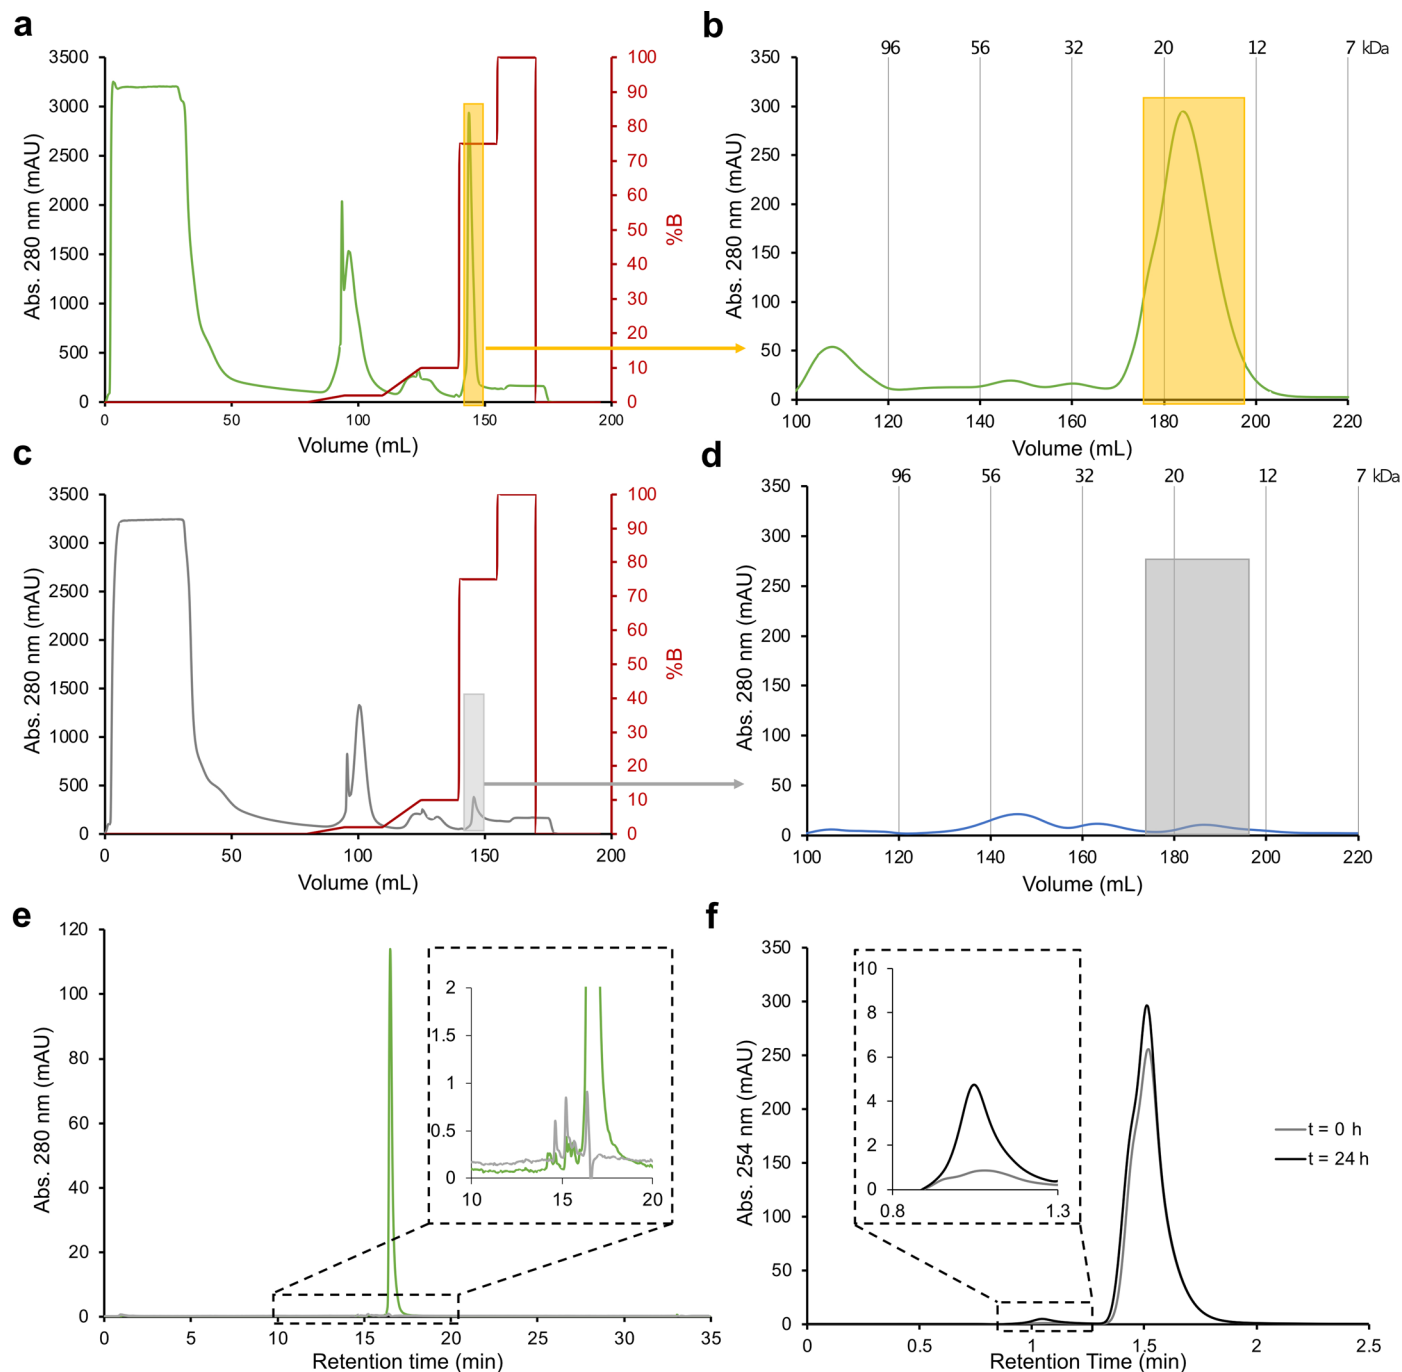 a
3500
3000
2500
2000
1500
1000
500
0
Abs. 280 nm (mAU)
100
90
80
70
60
50
40
30
20
10
0
%B
0 50 100 150 200
Volume (mL)
b
96 56 32 20 12 7 kDa
350
300
250
200
150
100
50
0
Abs. 280 nm (mAU)
100 120 140 160 180 200 220
Volume (mL)
c
3500
3000
2500
2000
1500
1000
500
0
Abs. 280 nm (mAU)
100
90
80
70
60
50
40
30
20
10
0
%B
0 50 100 150 200
Volume (mL)
d
96 56 32 20 12 7 kDa
350
300
250
200
150
100
50
0
Abs. 280 nm (mAU)
100 120 140 160 180 200 220
Volume (mL)
e
120
100
80
60
40
20
0
Abs. 280 nm (mAU)
2
1.5
1
0.5
0
10 15 20
0 5 10 15 20 25 30 35
Retention time (min)
f
350
300
250
200
150
100
50
0
Abs. 254 nm (mAU)
10
8
6
4
2
0
0.8 1.3
t = 0 h
t = 24 h
0 0.5 1 1.5 2 2.5
Retention Time (min)